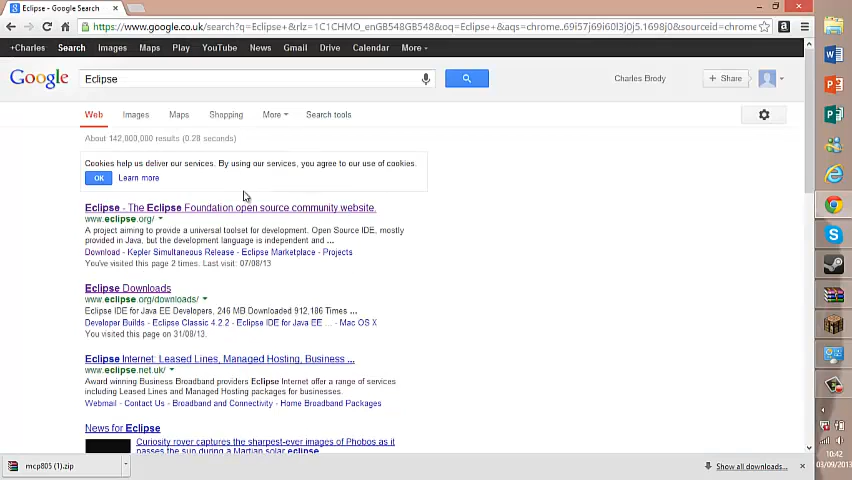 Eclipse - Google Search
https://www.google.co.uk/search?q=Eclipse+&rlz=1C1CHMO_enGB548GB548&oq=Eclipse+&aqs=chrome..69i57j69i60l3j0j5.1698j0&sourceid=chrome
+Charles Search Images Maps Play YouTube News Gmail Drive Calendar More
Google Eclipse Charles Brody + Share
Web Images Maps Shopping More Search tools
About 142,000,000 results (0.28 seconds)
Cookies help us deliver our services. By using our services, you agree to our use of cookies.
OK Learn more
Eclipse - The Eclipse Foundation open source community website.
www.eclipse.org/
A project aiming to provide a universal toolset for development. Open Source IDE, mostly
provided in Java, but the development language is independent and ...
Download - Kepler Simultaneous Release - Eclipse Marketplace - Projects
You've visited this page 2 times. Last visit: 07/08/13
Eclipse Downloads
www.eclipse.org/downloads/
Eclipse IDE for Java EE Developers, 246 MB Downloaded 912,186 Times ...
Developer Builds - Eclipse Classic 4.2.2 - Eclipse IDE for Java EE ... - Mac OS X
You visited this page on 31/08/13.
Eclipse Internet: Leased Lines, Managed Hosting, Business ...
www.eclipse.net.uk/
Award winning Business Broadband providers Eclipse Internet offer a range of services
including Leased Lines and Managed Hosting packages for businesses.
Webmail - Contact Us - Broadband and Connectivity - Home Broadband Packages
News for Eclipse
Curiosity rover captures the sharpest-ever images of Phobos as it
passes the sun during a Martian solar eclipse
mcp805 (1).zip
Show all downloads...
10:42
03/09/2013